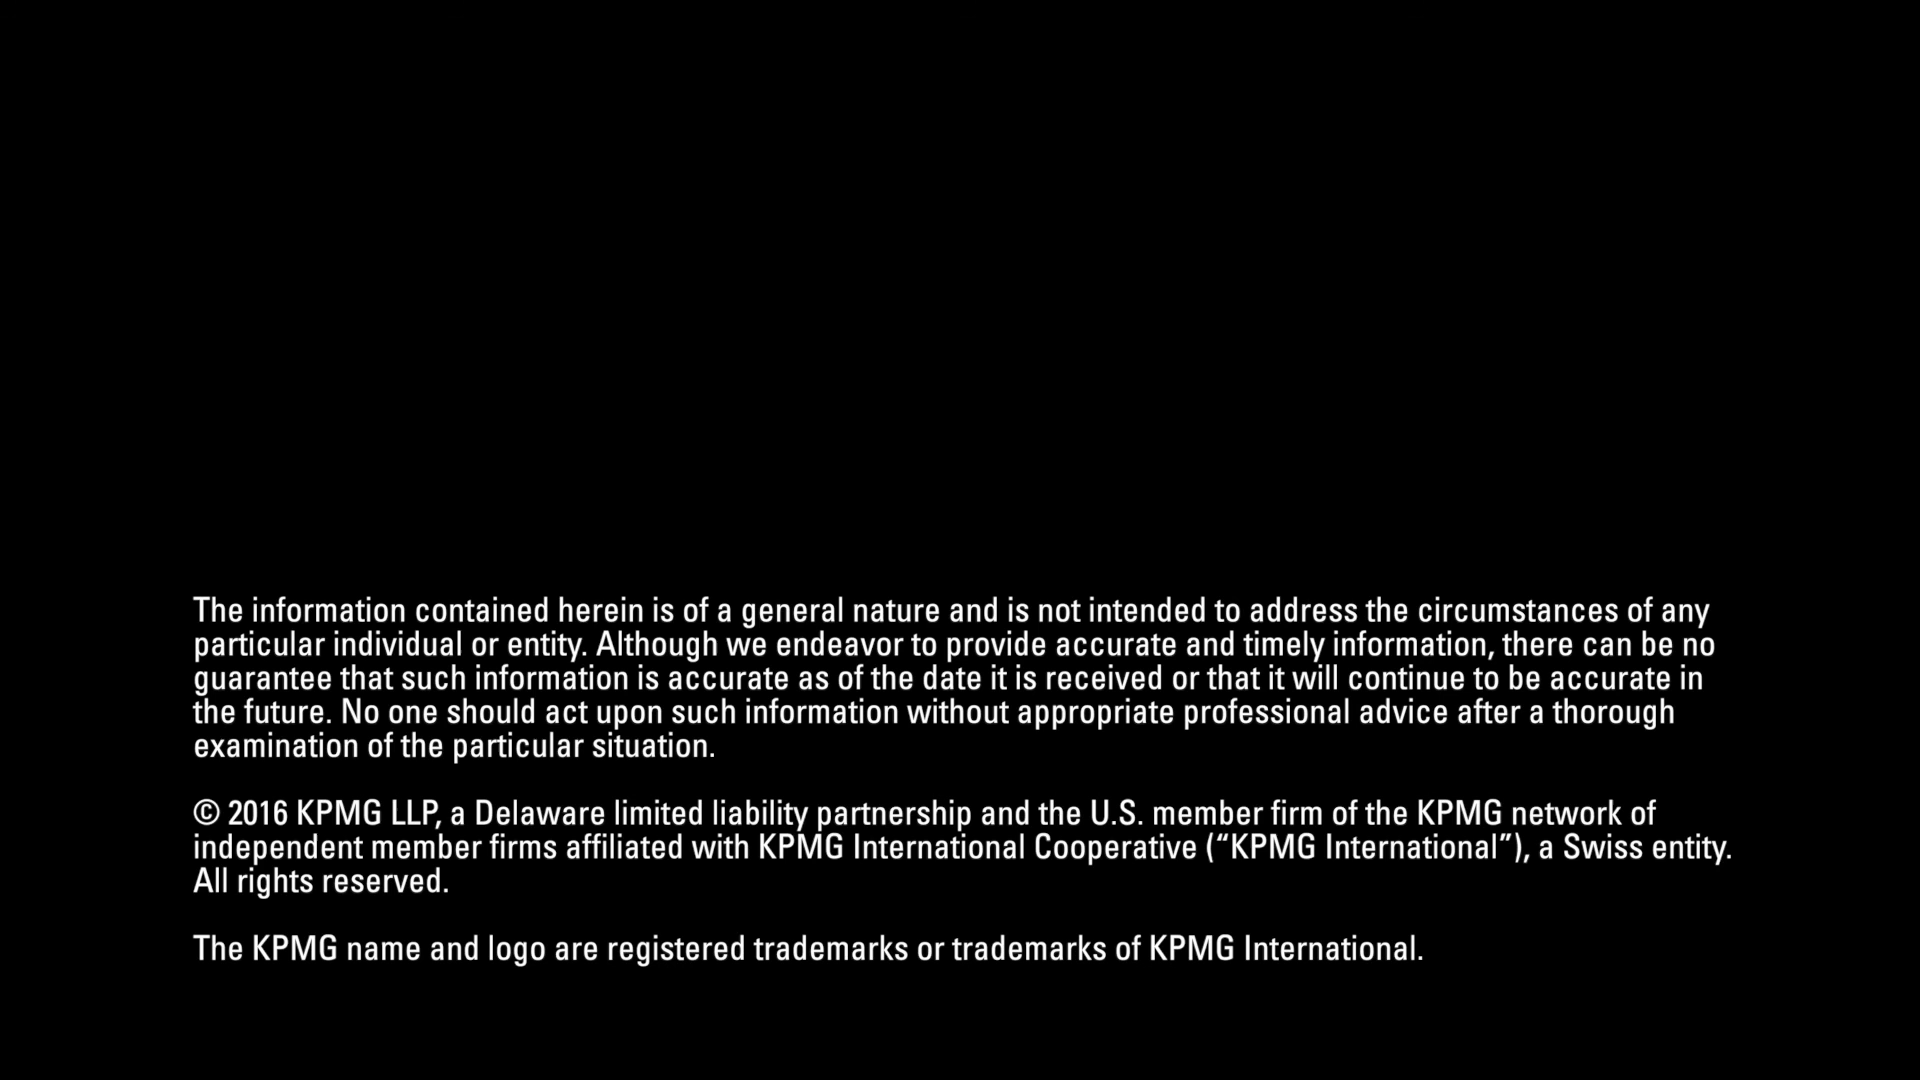 The information contained herein is of a general nature and is not intended to address the circumstances of any
particular individual or entity. Although we endeavor to provide accurate and timely information, there can be no
guarantee that such information is accurate as of the date it is received or that it will continue to be accurate in
the future. No one should act upon such information without appropriate professional advice after a thorough
examination of the particular situation.
© 2016 KPMG LLP, a Delaware limited liability partnership and the U.S. member firm of the KPMG network of
independent member firms affiliated with KPMG International Cooperative (“KPMG International”), a Swiss entity.
All rights reserved.
The KPMG name and logo are registered trademarks or trademarks of KPMG International.